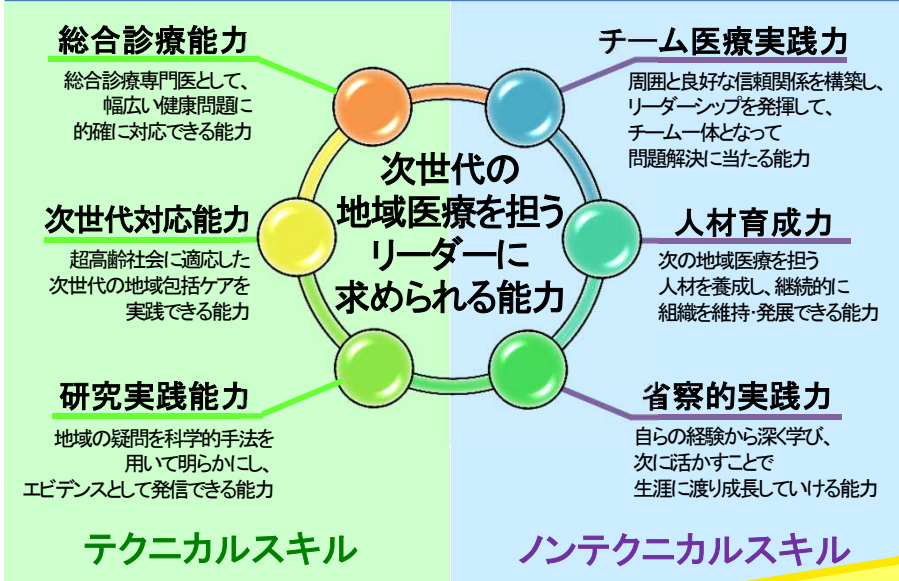 総合診療能力
総合診療専門医として、
幅広い健康問題に
的確に対応できる能力
次世代対応能力
超高齢社会に適応した
次世代の地域包括ケアを
実践できる能力
研究実践能力
地域の疑問を科学的手法を
用いて明らかにし、
エビデンスとして発信できる能力
テクニカルスキル
次世代の
地域医療を担う
リーダーに
求められる能力
チーム医療実践力
周囲と良好な信頼関係を構築し、
リーダーシップを発揮して、
チーム一体となって
問題解決に当たる能力
人材育成力
次の地域医療を担う
人材を養成し、継続的に
組織を維持・発展できる能力
省察的実践力
自らの経験から深く学び、
次に活かすことで
生涯に渡り成長していける能力
ノンテクニカルスキル